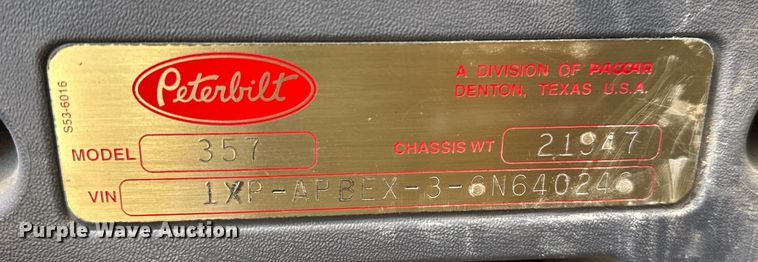 Peterbilt
A DIVISION OF PACCAR
DENTON, TEXAS U.S.A.
S53-6016
MODEL 357 CHASSIS WT 21947
VIN 1XP-APBEX-3-6N640246
Purple Wave Auction